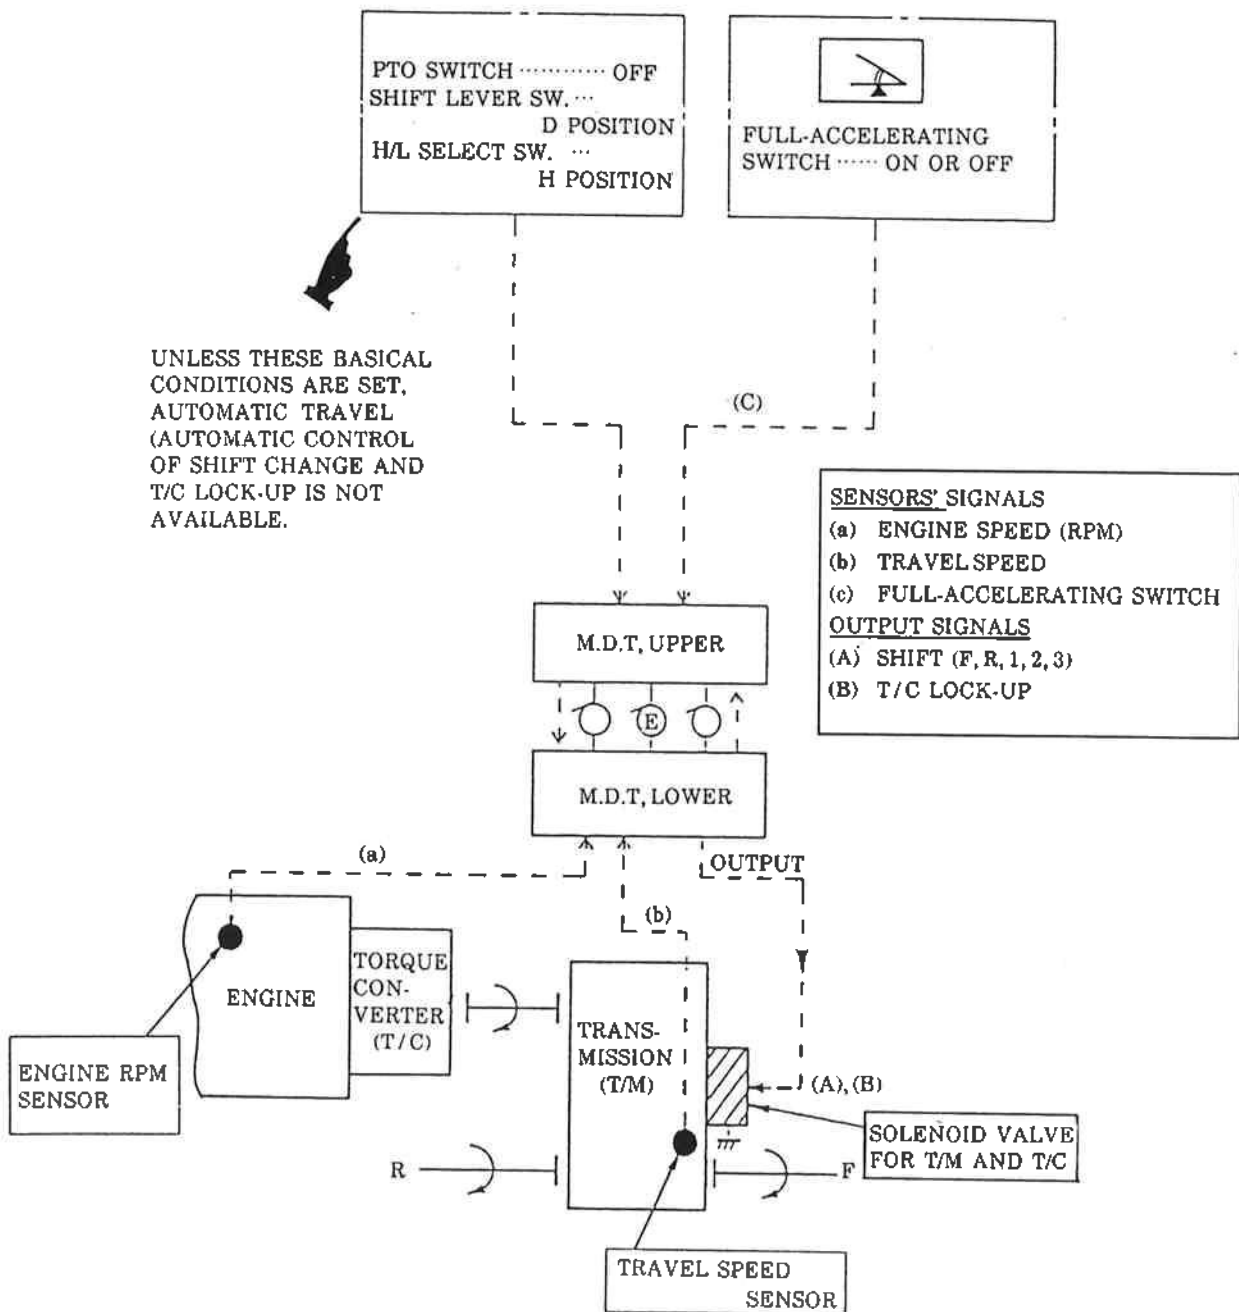 PTO SWITCH ············ OFF
SHIFT LEVER SW. ···
D POSITION
H/L SELECT SW. ···
H POSITION
FULL-ACCELERATING
SWITCH ······ ON OR OFF
UNLESS THESE BASICAL
CONDITIONS ARE SET,
AUTOMATIC TRAVEL
(AUTOMATIC CONTROL
OF SHIFT CHANGE AND
T/C LOCK-UP IS NOT
AVAILABLE.
(C)
SENSORS' SIGNALS
(a) ENGINE SPEED (RPM)
(b) TRAVEL SPEED
(c) FULL-ACCELERATING SWITCH
OUTPUT SIGNALS
(A) SHIFT (F, R, 1, 2, 3)
(B) T/C LOCK-UP
M.D.T, UPPER
E
M.D.T, LOWER
(a)
OUTPUT
(b)
ENGINE
TORQUE
CON-
VERTER
(T/C)
TRANS-
MISSION
(T/M)
ENGINE RPM
SENSOR
(A), (B)
SOLENOID VALVE
FOR T/M AND T/C
R
F
TRAVEL SPEED
SENSOR